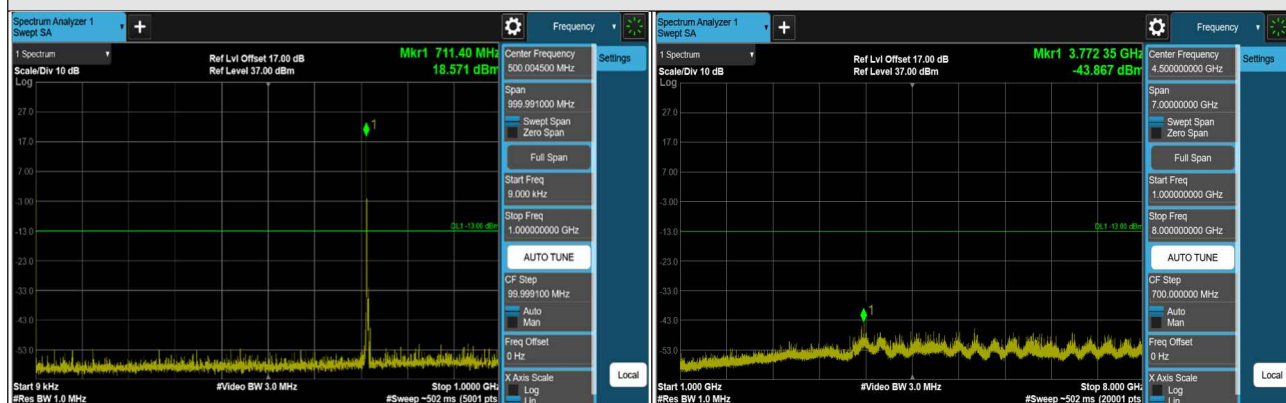 Spectrum Analyzer 1
Swept SA
+
Frequency
1 Spectrum
Scale/Div 10 dB
Log
Ref Lvl Offset 17.00 dB
Ref Level 37.00 dBm
Mkr1 711.40 MHz
18.571 dBm
27.0
17.0
7.00
-3.00
-13.0
-23.0
-33.0
-43.0
-53.0
1
DL1 -13.00 dBm
Start 9 kHz
#Res BW 1.0 MHz
#Video BW 3.0 MHz
Stop 1.0000 GHz
#Sweep ~502 ms (5001 pts
Center Frequency
500.004500 MHz
Span
999.991000 MHz
Swept Span
Zero Span
Full Span
Start Freq
9.000 kHz
Stop Freq
1.000000000 GHz
AUTO TUNE
CF Step
99.999100 MHz
Auto
Man
Freq Offset
0 Hz
X Axis Scale
Log
Lin
Settings
Local
Spectrum Analyzer 1
Swept SA
+
Frequency
1 Spectrum
Scale/Div 10 dB
Log
Ref Lvl Offset 17.00 dB
Ref Level 37.00 dBm
Mkr1 3.772 35 GHz
-43.867 dBm
27.0
17.0
7.00
-3.00
-13.0
-23.0
-33.0
-43.0
-53.0
1
DL1 -13.00 dBm
Start 1.000 GHz
#Res BW 1.0 MHz
#Video BW 3.0 MHz
Stop 8.000 GHz
#Sweep ~502 ms (20001 pts
Center Frequency
4.500000000 GHz
Span
7.00000000 GHz
Swept Span
Zero Span
Full Span
Start Freq
1.000000000 GHz
Stop Freq
8.000000000 GHz
AUTO TUNE
CF Step
700.000000 MHz
Auto
Man
Freq Offset
0 Hz
X Axis Scale
Log
Lin
Settings
Local